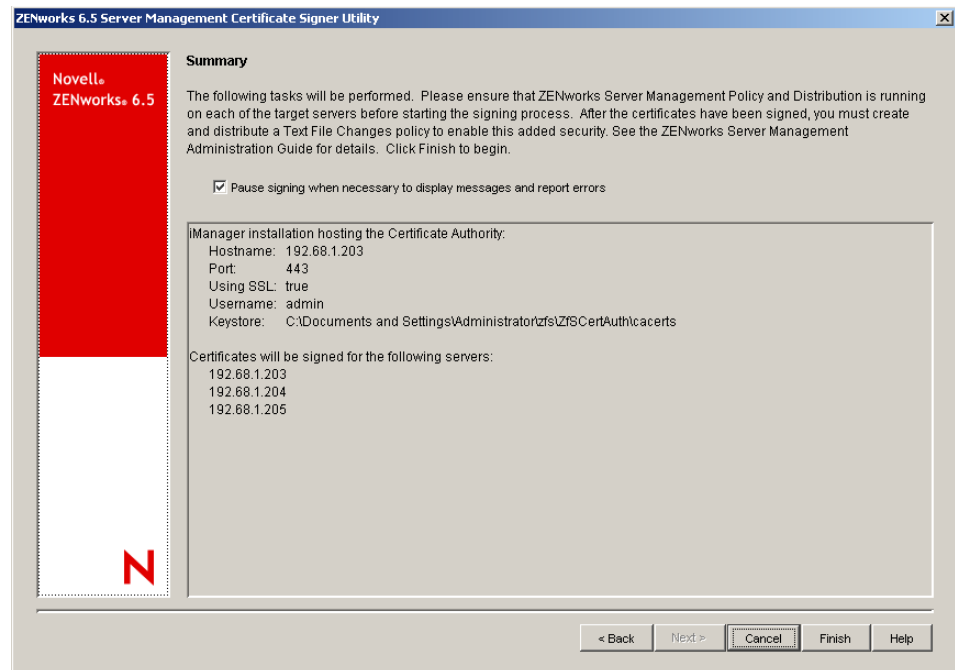 ZENworks 6.5 Server Management Certificate Signer Utility
Novell®
ZENworks® 6.5
Summary
The following tasks will be performed. Please ensure that ZENworks Server Management Policy and Distribution is running
on each of the target servers before starting the signing process. After the certificates have been signed, you must create
and distribute a Text File Changes policy to enable this added security. See the ZENworks Server Management
Administration Guide for details. Click Finish to begin.
Pause signing when necessary to display messages and report errors
iManager installation hosting the Certificate Authority:
Hostname: 192.68.1.203
Port: 443
Using SSL: true
Username: admin
Keystore: C:\Documents and Settings\Administrator\zfs\ZfSCertAuth\cacerts
Certificates will be signed for the following servers:
192.68.1.203
192.68.1.204
192.68.1.205
N
< Back Next > Cancel Finish Help